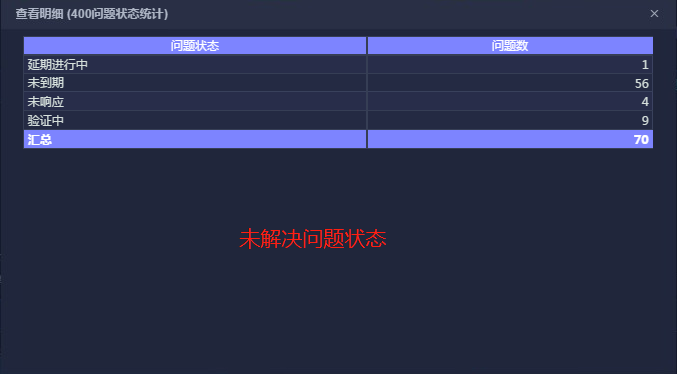 查看明细 (400问题状态统计)
问题状态 问题数
延期进行中 1
未到期 56
未响应 4
验证中 9
汇总 70
未解决问题状态